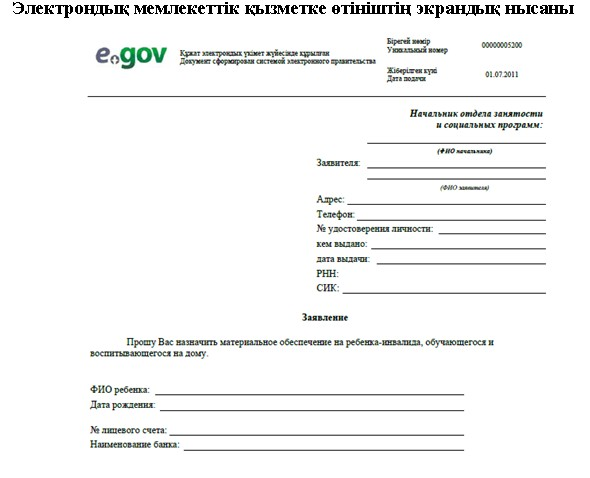 Электрондық мемлекеттік қызметке өтініштің экрандық нысаны
e.gov
Құжат электрондық үкімет жүйесінде құрылған
Документ сформирован системой электронного правительства
Бірегей нөмір
Уникальный номер
00000005200
Жіберілген күні
Дата подачи
01.07.2011
Начальник отдела занятости
и социальных программ:
(ФИО начальника)
Заявителя:
(ФИО заявителя)
Адрес:
Телефон:
№ удостоверения личности:
кем выдано:
дата выдачи:
РНН:
СИК:
Заявление
Прошу Вас назначить материальное обеспечение на ребенка-инвалида, обучающегося и
воспитывающегося на дому.
ФИО ребенка:
Дата рождения:
№ лицевого счета:
Наименование банка: